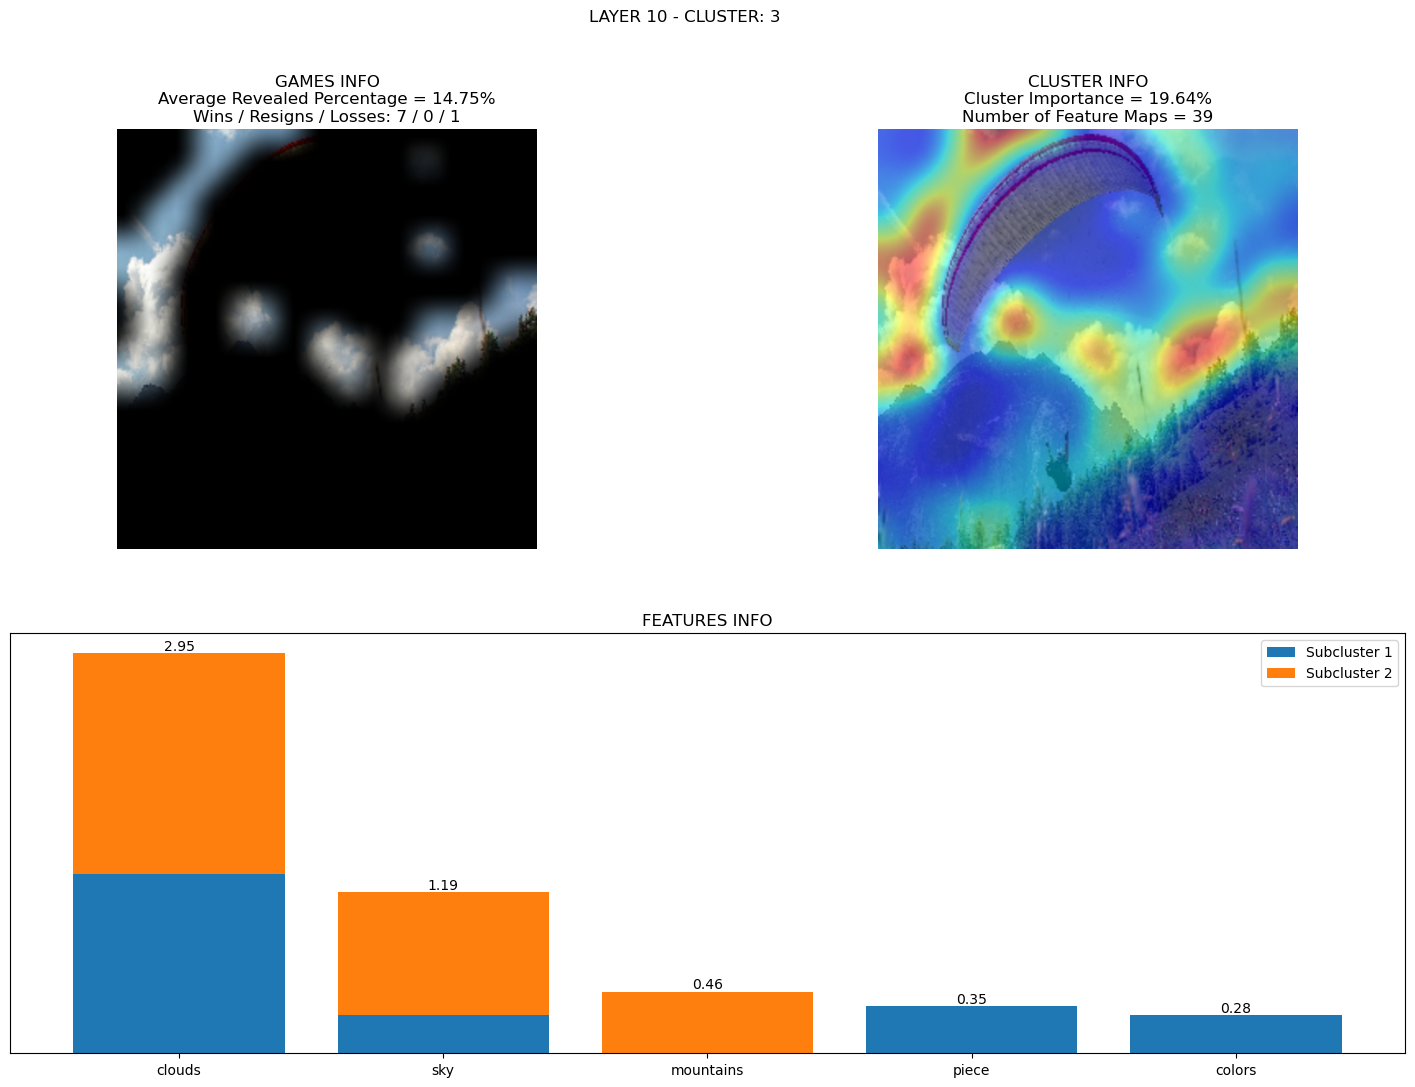 LAYER 10 - CLUSTER: 3
GAMES INFO
Average Revealed Percentage = 14.75%
Wins / Resigns / Losses: 7 / 0 / 1
CLUSTER INFO
Cluster Importance = 19.64%
Number of Feature Maps = 39
FEATURES INFO
Subcluster 1
Subcluster 2
2.95
1.19
0.46
0.35
0.28
clouds
sky
mountains
piece
colors